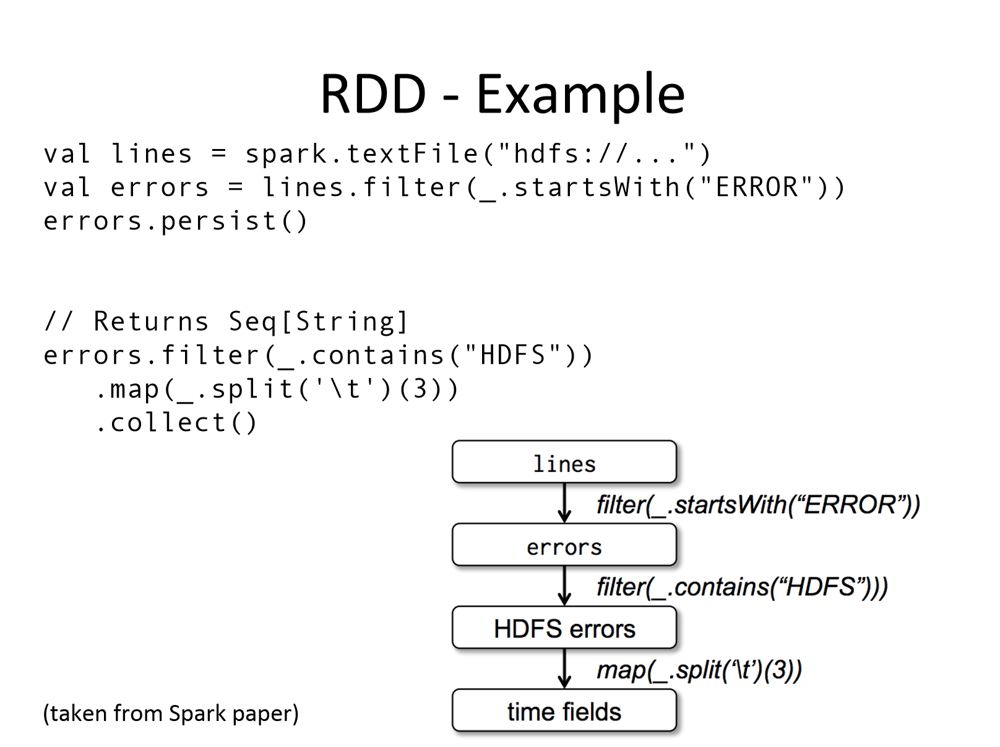 RDD - Example
val lines = spark.textFile("hdfs://...")
val errors = lines.filter(_.startsWith("ERROR"))
errors.persist()
// Returns Seq[String]
errors.filter(_.contains("HDFS"))
   .map(_.split('\t')(3))
   .collect()
lines
filter(_.startsWith(“ERROR”))
errors
filter(_.contains(“HDFS”)))
HDFS errors
map(_.split(‘\t’)(3))
time fields
(taken from Spark paper)